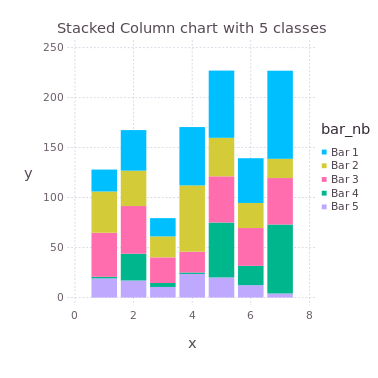 Stacked Column chart with 5 classes
250
200
150
100
50
0
y
0 2 4 6 8
x
bar_nb
Bar 1
Bar 2
Bar 3
Bar 4
Bar 5